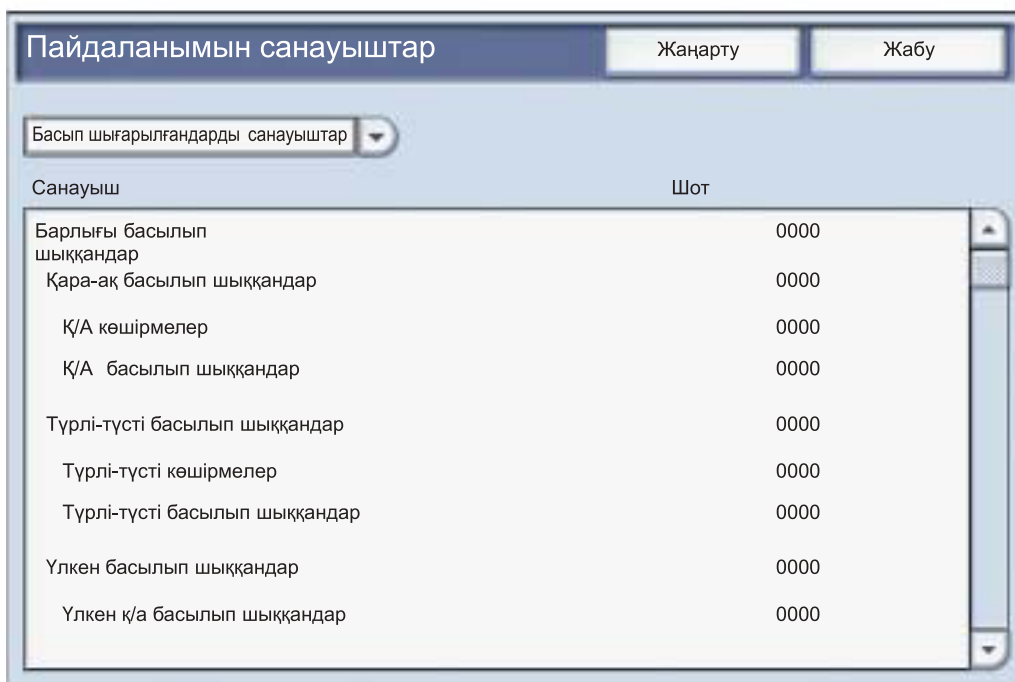 Пайдаланымын санауыштар Жаңарту Жабу
Басып шығарылғандарды санауыштар
Санауыш Шот
Барлығы басылып 0000
шыққандар
Қара-ақ басылып шыққандар 0000
Қ/А көшірмелер 0000
Қ/А басылып шыққандар 0000
Түрлі-түсті басылып шыққандар 0000
Түрлі-түсті көшірмелер 0000
Түрлі-түсті басылып шыққандар 0000
Үлкен басылып шыққандар 0000
Үлкен қ/а басылып шыққандар 0000